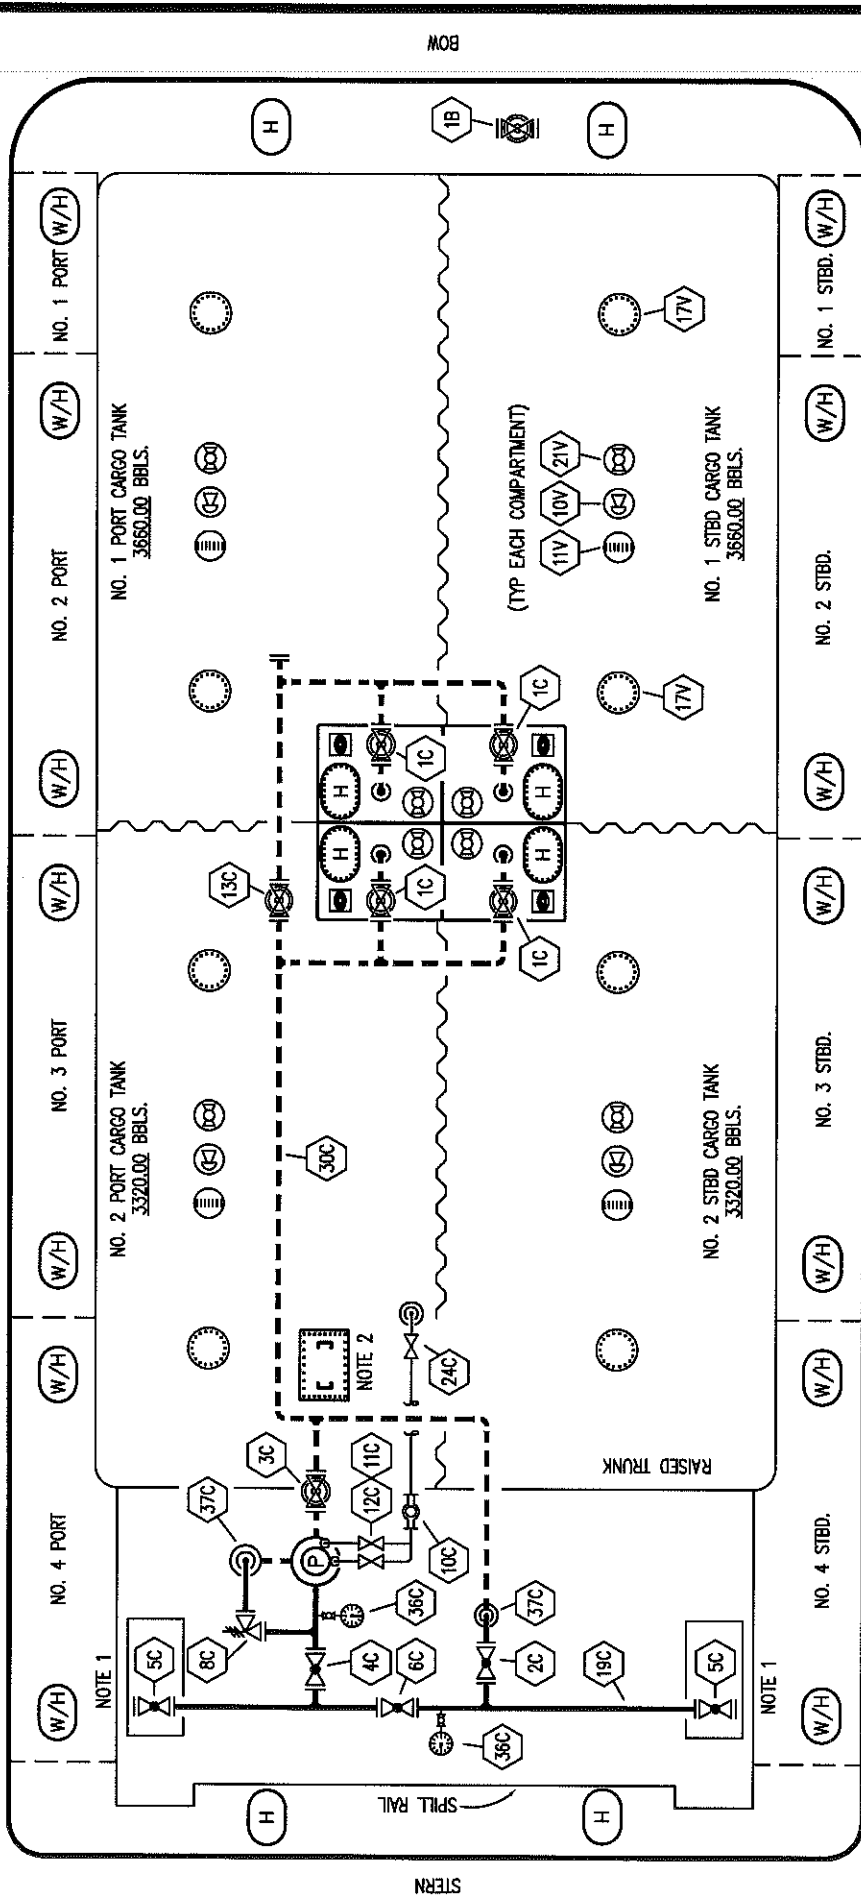 BOW
H
1B
H
W/H
NO. 1 PORT
W/H
NO. 2 PORT
W/H
W/H
NO. 3 PORT
W/H
W/H
NO. 4 PORT
W/H
NO. 1 PORT CARGO TANK
3660.00 BBLS.
NO. 2 PORT CARGO TANK
3320.00 BBLS.
(TYP EACH COMPARTMENT)
11V
10V
21V
NO. 1 STBD CARGO TANK
3660.00 BBLS.
17V
17V
13C
1C
1C
1C
1C
H
H
H
H
30C
NOTE 2
24C
NO. 2 STBD CARGO TANK
3320.00 BBLS.
RAISED TRUNK
3C
37C
12C
11C
10C
P
8C
36C
4C
6C
37C
2C
36C
19C
NOTE 1
5C
5C
NOTE 1
SPILL RAIL
W/H
NO. 1 STBD.
W/H
NO. 2 STBD.
W/H
W/H
NO. 3 STBD.
W/H
W/H
NO. 4 STBD.
W/H
H
H
STERN